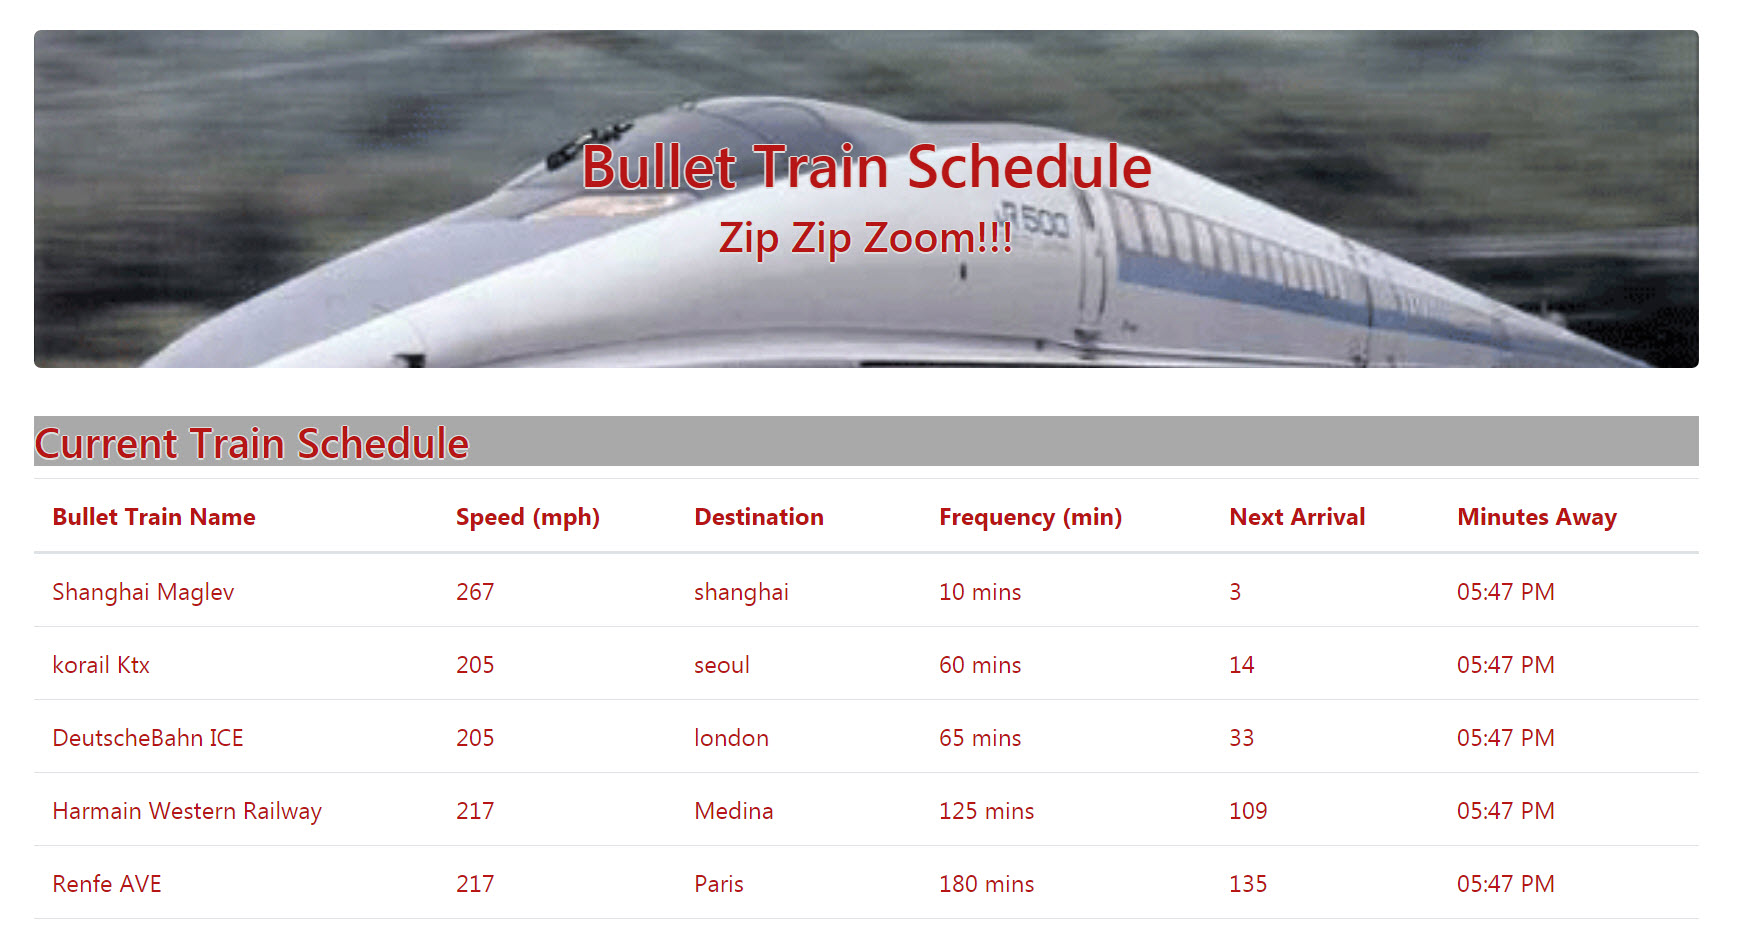 Bullet Train Schedule
JR 500
Zip Zip Zoom!!!
Current Train Schedule
Bullet Train Name Speed (mph) Destination Frequency (min) Next Arrival Minutes Away
Shanghai Maglev 267 shanghai 10 mins 3 05:47 PM
korail Ktx 205 seoul 60 mins 14 05:47 PM
DeutscheBahn ICE 205 london 65 mins 33 05:47 PM
Harmain Western Railway 217 Medina 125 mins 109 05:47 PM
Renfe AVE 217 Paris 180 mins 135 05:47 PM